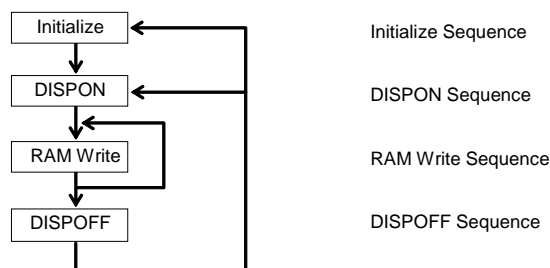 Initialize
Initialize Sequence
DISPON
DISPON Sequence
RAM Write
RAM Write Sequence
DISPOFF
DISPOFF Sequence